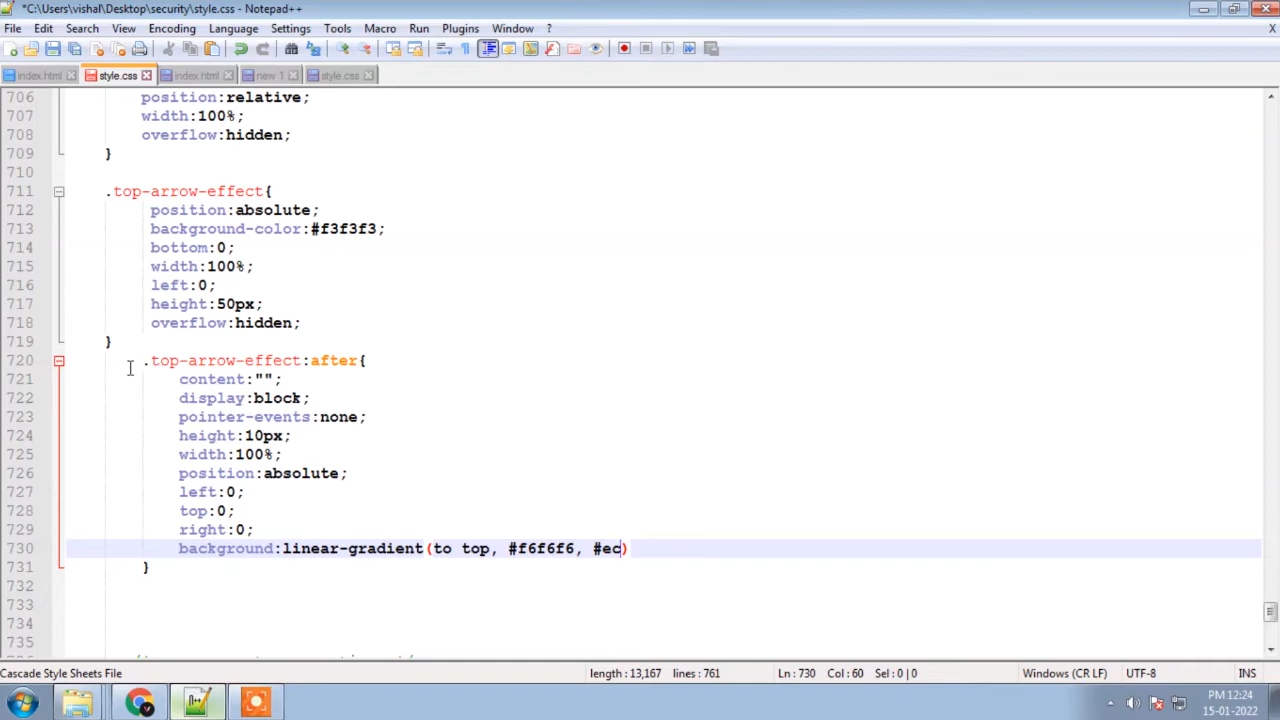 *C:\Users\vishal\Desktop\security\style.css - Notepad++
File Edit Search View Encoding Language Settings Tools Macro Run Plugins Window ? X
index.html style.css index.html new 1 style.css
706 position:relative;
707 width:100%;
708 overflow:hidden;
709 }
710
711 .top-arrow-effect{
712 position:absolute;
713 background-color:#f3f3f3;
714 bottom:0;
715 width:100%;
716 left:0;
717 height:50px;
718 overflow:hidden;
719 }
720 .top-arrow-effect:after{
721 content:"";
722 display:block;
723 pointer-events:none;
724 height:10px;
725 width:100%;
726 position:absolute;
727 left:0;
728 top:0;
729 right:0;
730 background:linear-gradient(to top, #f6f6f6, #ec)
731 }
732
733
734
735
Cascade Style Sheets File length : 13,167 lines : 761 Ln : 730 Col : 60 Sel : 0 | 0 Windows (CR LF) UTF-8 INS
PM 12:24
15-01-2022